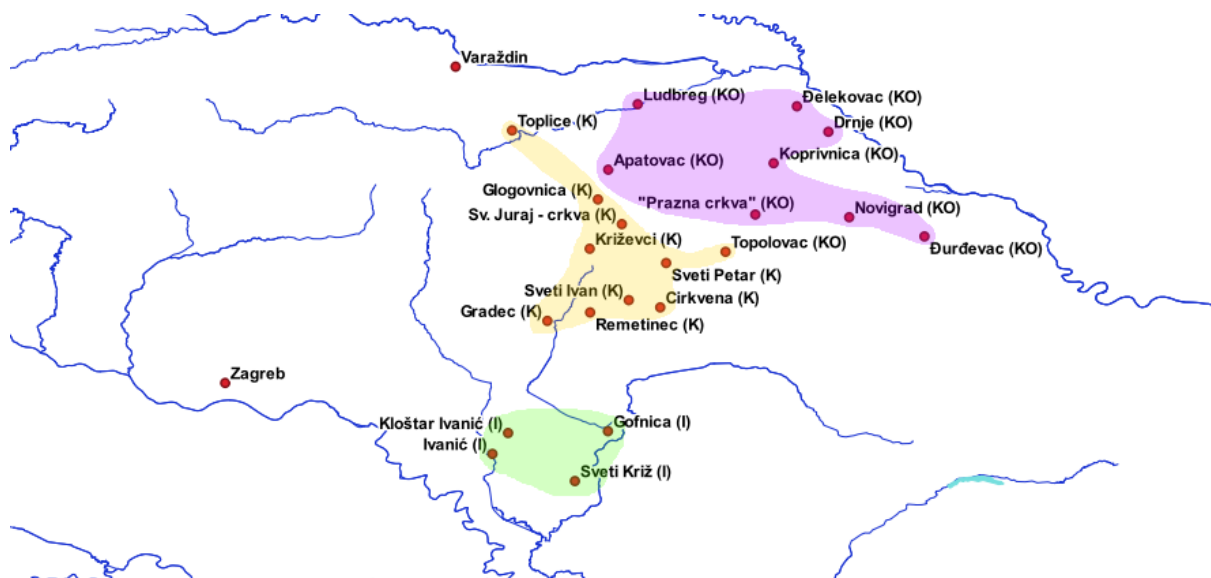 Varaždin
Ludbreg (KO)
Đelekovac (KO)
Toplice (K)
Drnje (KO)
Koprivnica (KO)
Apatovac (KO)
Glogovnica (K)
"Prazna crkva" (KO)
Novigrad (KO)
Sv. Juraj - crkva (K)
Križevci (K)
Topolovac (KO)
Đurđevac (KO)
Sveti Petar (K)
Sveti Ivan (K)
Cirkvena (K)
Gradec (K)
Remetinec (K)
Zagreb
Kloštar Ivanić (I)
Gofnica (I)
Ivanić (I)
Sveti Križ (I)